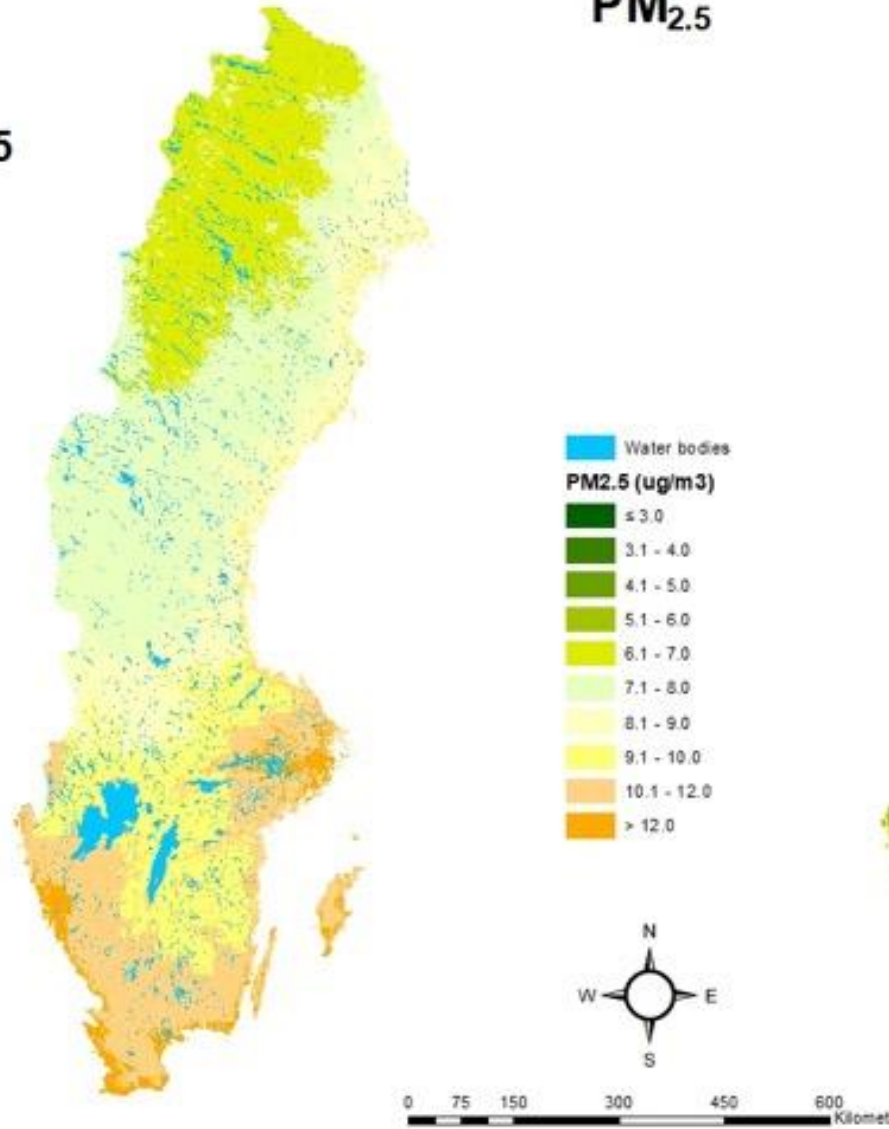 PM2.5
5
Water bodies
PM2.5 (ug/m3)
≤ 3.0
3.1 - 4.0
4.1 - 5.0
5.1 - 6.0
6.1 - 7.0
7.1 - 8.0
8.1 - 9.0
9.1 - 10.0
10.1 - 12.0
> 12.0
N
W E
S
0 75 150 300 450 600
Kilomet